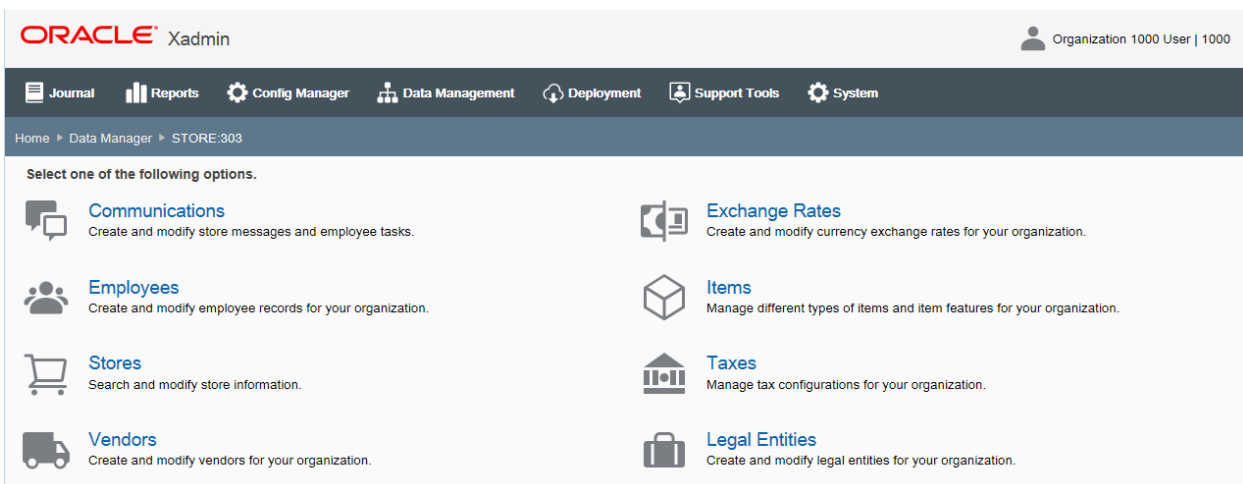 ORACLE Xadmin
Organization 1000 User | 1000
Journal Reports Config Manager Data Management Deployment Support Tools System
Home ▸ Data Manager ▸ STORE:303
Select one of the following options.
Communications
Create and modify store messages and employee tasks.
Exchange Rates
Create and modify currency exchange rates for your organization.
Employees
Create and modify employee records for your organization.
Items
Manage different types of items and item features for your organization.
Stores
Search and modify store information.
Taxes
Manage tax configurations for your organization.
Vendors
Create and modify vendors for your organization.
Legal Entities
Create and modify legal entities for your organization.